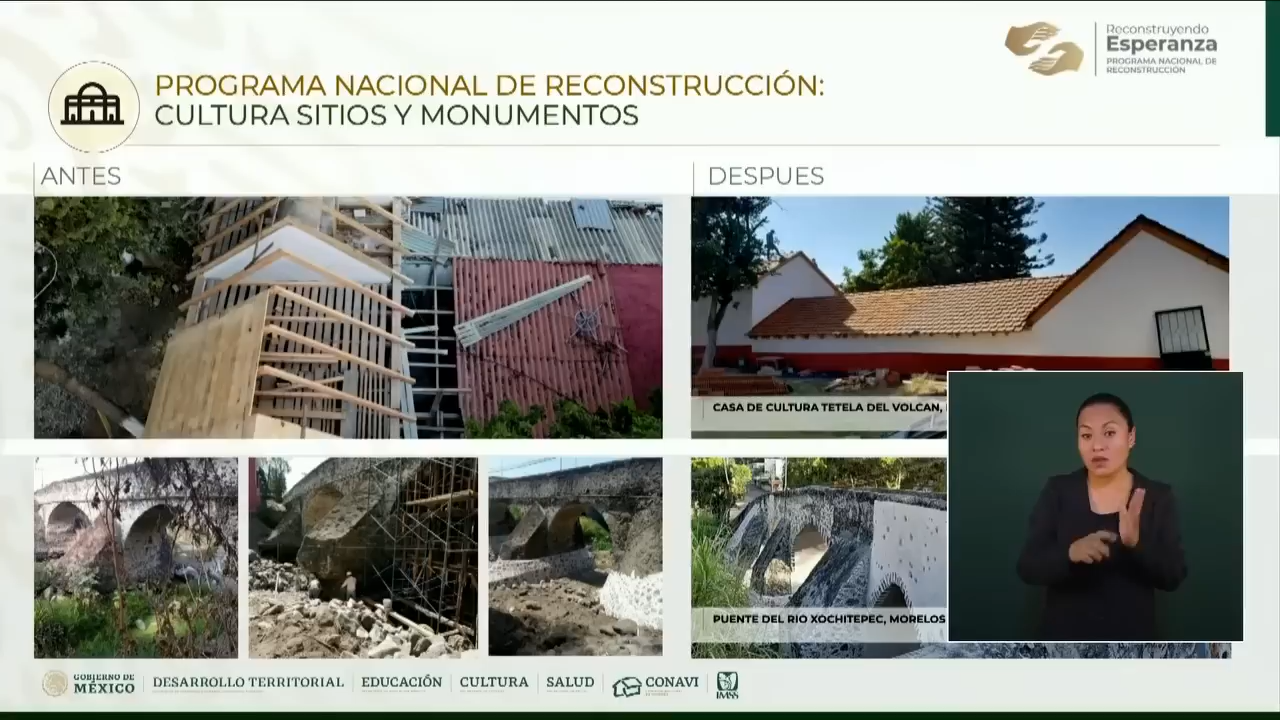 Reconstruyendo
Esperanza
PROGRAMA NACIONAL DE
RECONSTRUCCIÓN
PROGRAMA NACIONAL DE RECONSTRUCCIÓN:
CULTURA SITIOS Y MONUMENTOS
ANTES
DESPUES
CASA DE CULTURA TETELA DEL VOLCAN,
PUENTE DEL RIO XOCHITEPEC, MORELOS
GOBIERNO DE
MÉXICO
DESARROLLO TERRITORIAL
EDUCACIÓN
CULTURA
SALUD
CONAVI
IMSS